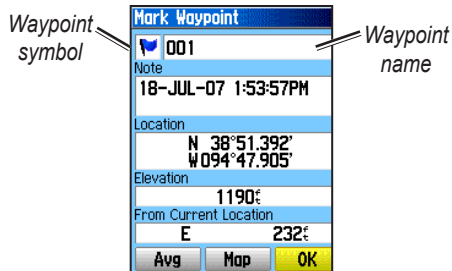 Mark Waypoint
Waypoint symbol
001
Waypoint name
Note
18-JUL-07 1:53:57PM
Location
N 38°51.392'
W094°47.905'
Elevation
1190ft
From Current Location
E 232ft
Avg Map OK